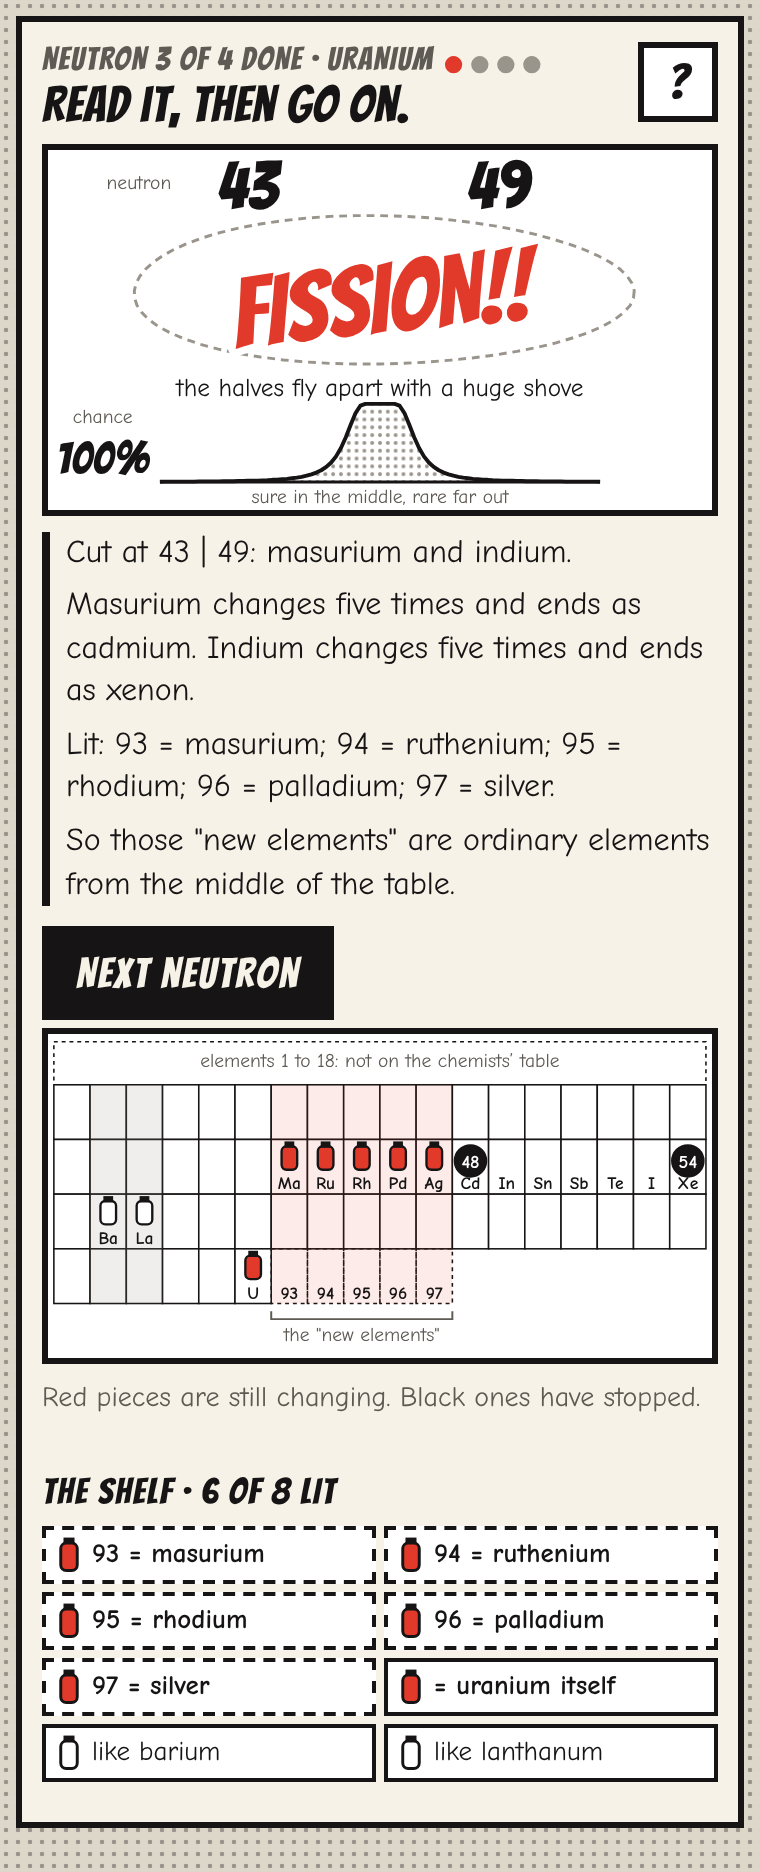 NEUTRON 3 OF 4 DONE · URANIUM
READ IT, THEN GO ON.
?
neutron 43 49
FISSION!!
the halves fly apart with a huge shove
chance
100%
sure in the middle, rare far out
Cut at 43 | 49: masurium and indium.
Masurium changes five times and ends as
cadmium. Indium changes five times and ends
as xenon.
Lit: 93 = masurium; 94 = ruthenium; 95 =
rhodium; 96 = palladium; 97 = silver.
So those "new elements" are ordinary elements
from the middle of the table.
NEXT NEUTRON
elements 1 to 18: not on the chemists' table
48 54
Ma Ru Rh Pd Ag Cd In Sn Sb Te I Xe
Ba La
U 93 94 95 96 97
the "new elements"
Red pieces are still changing. Black ones have stopped.
THE SHELF · 6 OF 8 LIT
93 = masurium
94 = ruthenium
95 = rhodium
96 = palladium
97 = silver
= uranium itself
like barium
like lanthanum